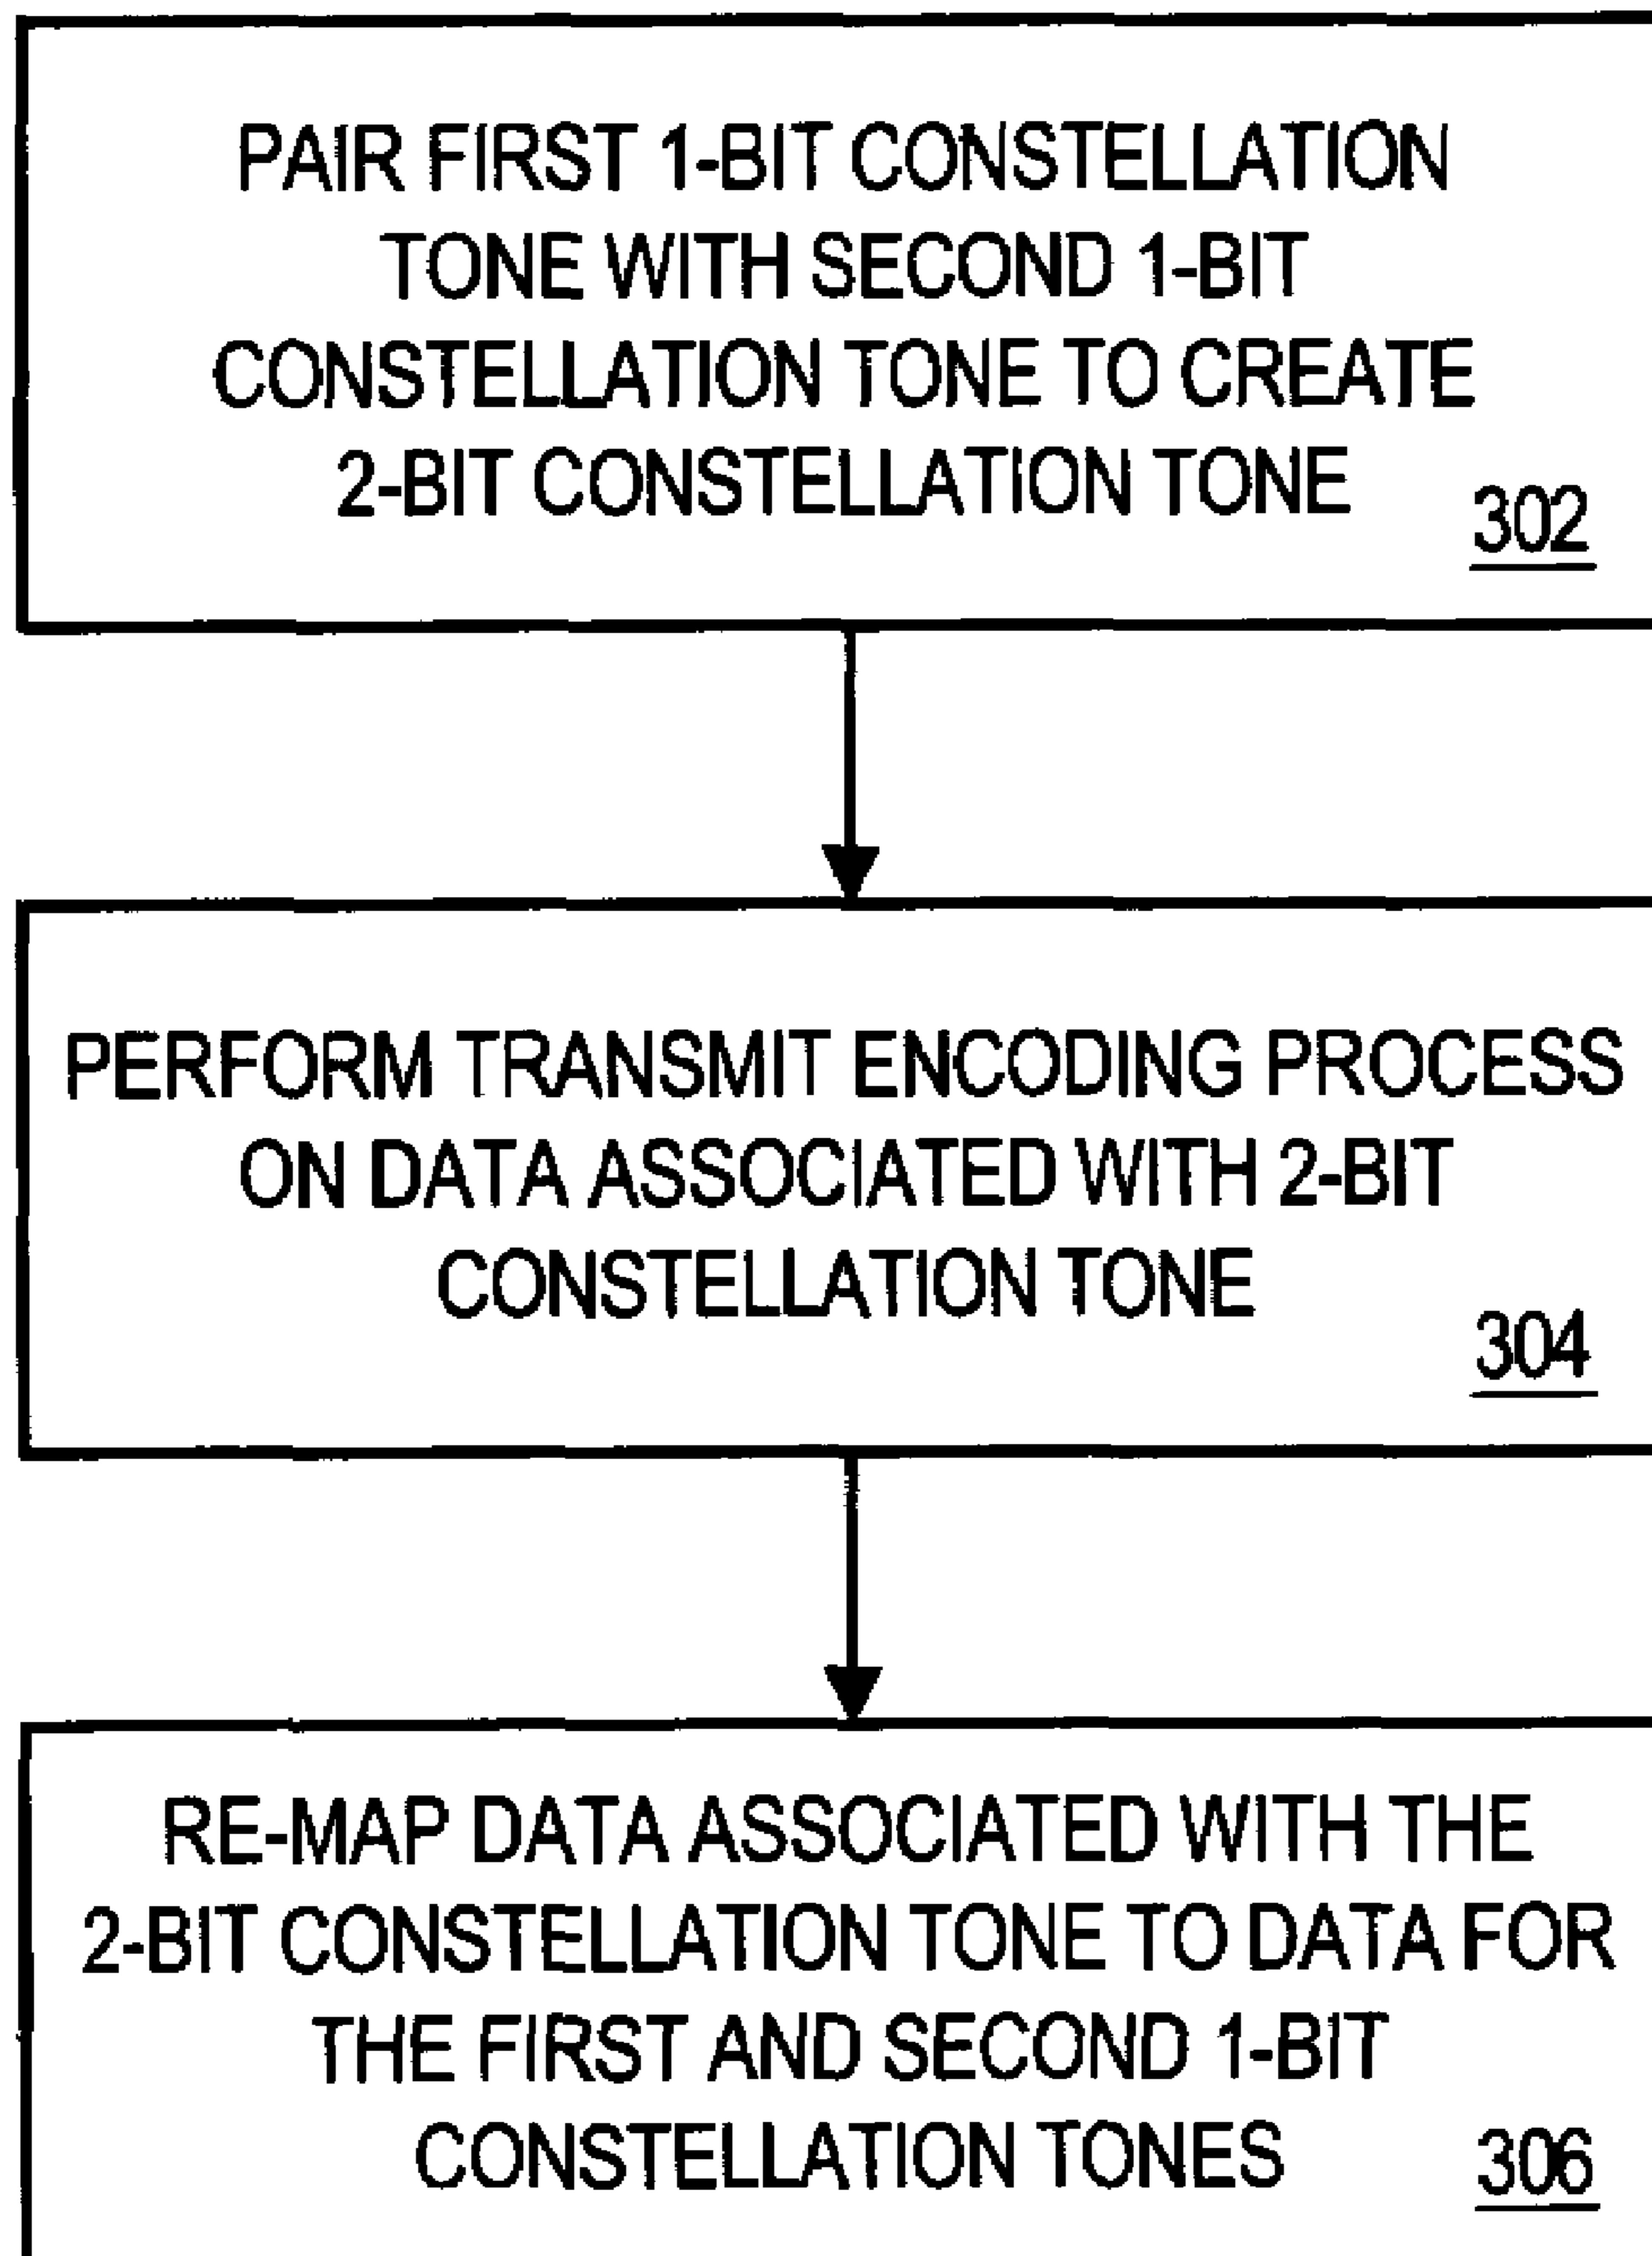 PAIR FIRST 1-BIT CONSTELLATION
TONE WITH SECOND 1-BIT
CONSTELLATION TONE TO CREATE
2-BIT CONSTELLATION TONE
302
PERFORM TRANSMIT ENCODING PROCESS
ON DATA ASSOCIATED WITH 2-BIT
CONSTELLATION TONE
304
RE-MAP DATA ASSOCIATED WITH THE
2-BIT CONSTELLATION TONE TO DATA FOR
THE FIRST AND SECOND 1-BIT
CONSTELLATION TONES
306